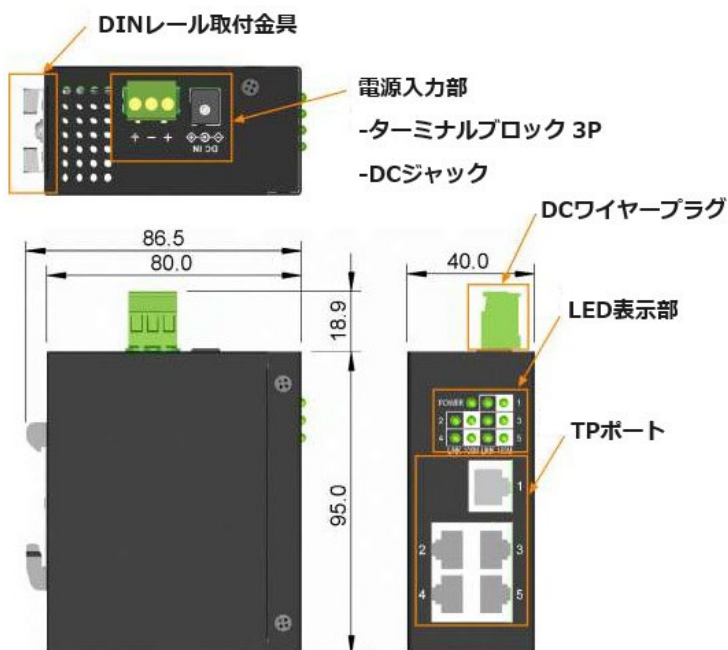 DINレール取付金具
電源入力部
-ターミナルブロック 3P
-DCジャック
+ − +
DC IN
DCワイヤープラグ
86.5
80.0
18.9
40.0
LED表示部
POWER 1
2 3
4 5
TPポート
95.0
1
2 3
4 5